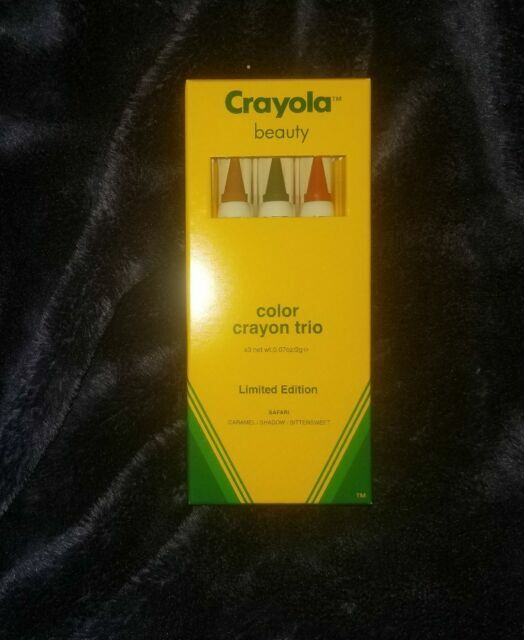 Crayola™
beauty
color
crayon trio
x3 net wt.0.07oz/2g℮
Limited Edition
SAFARI
CARAMEL / SHADOW / BITTERSWEET
TM